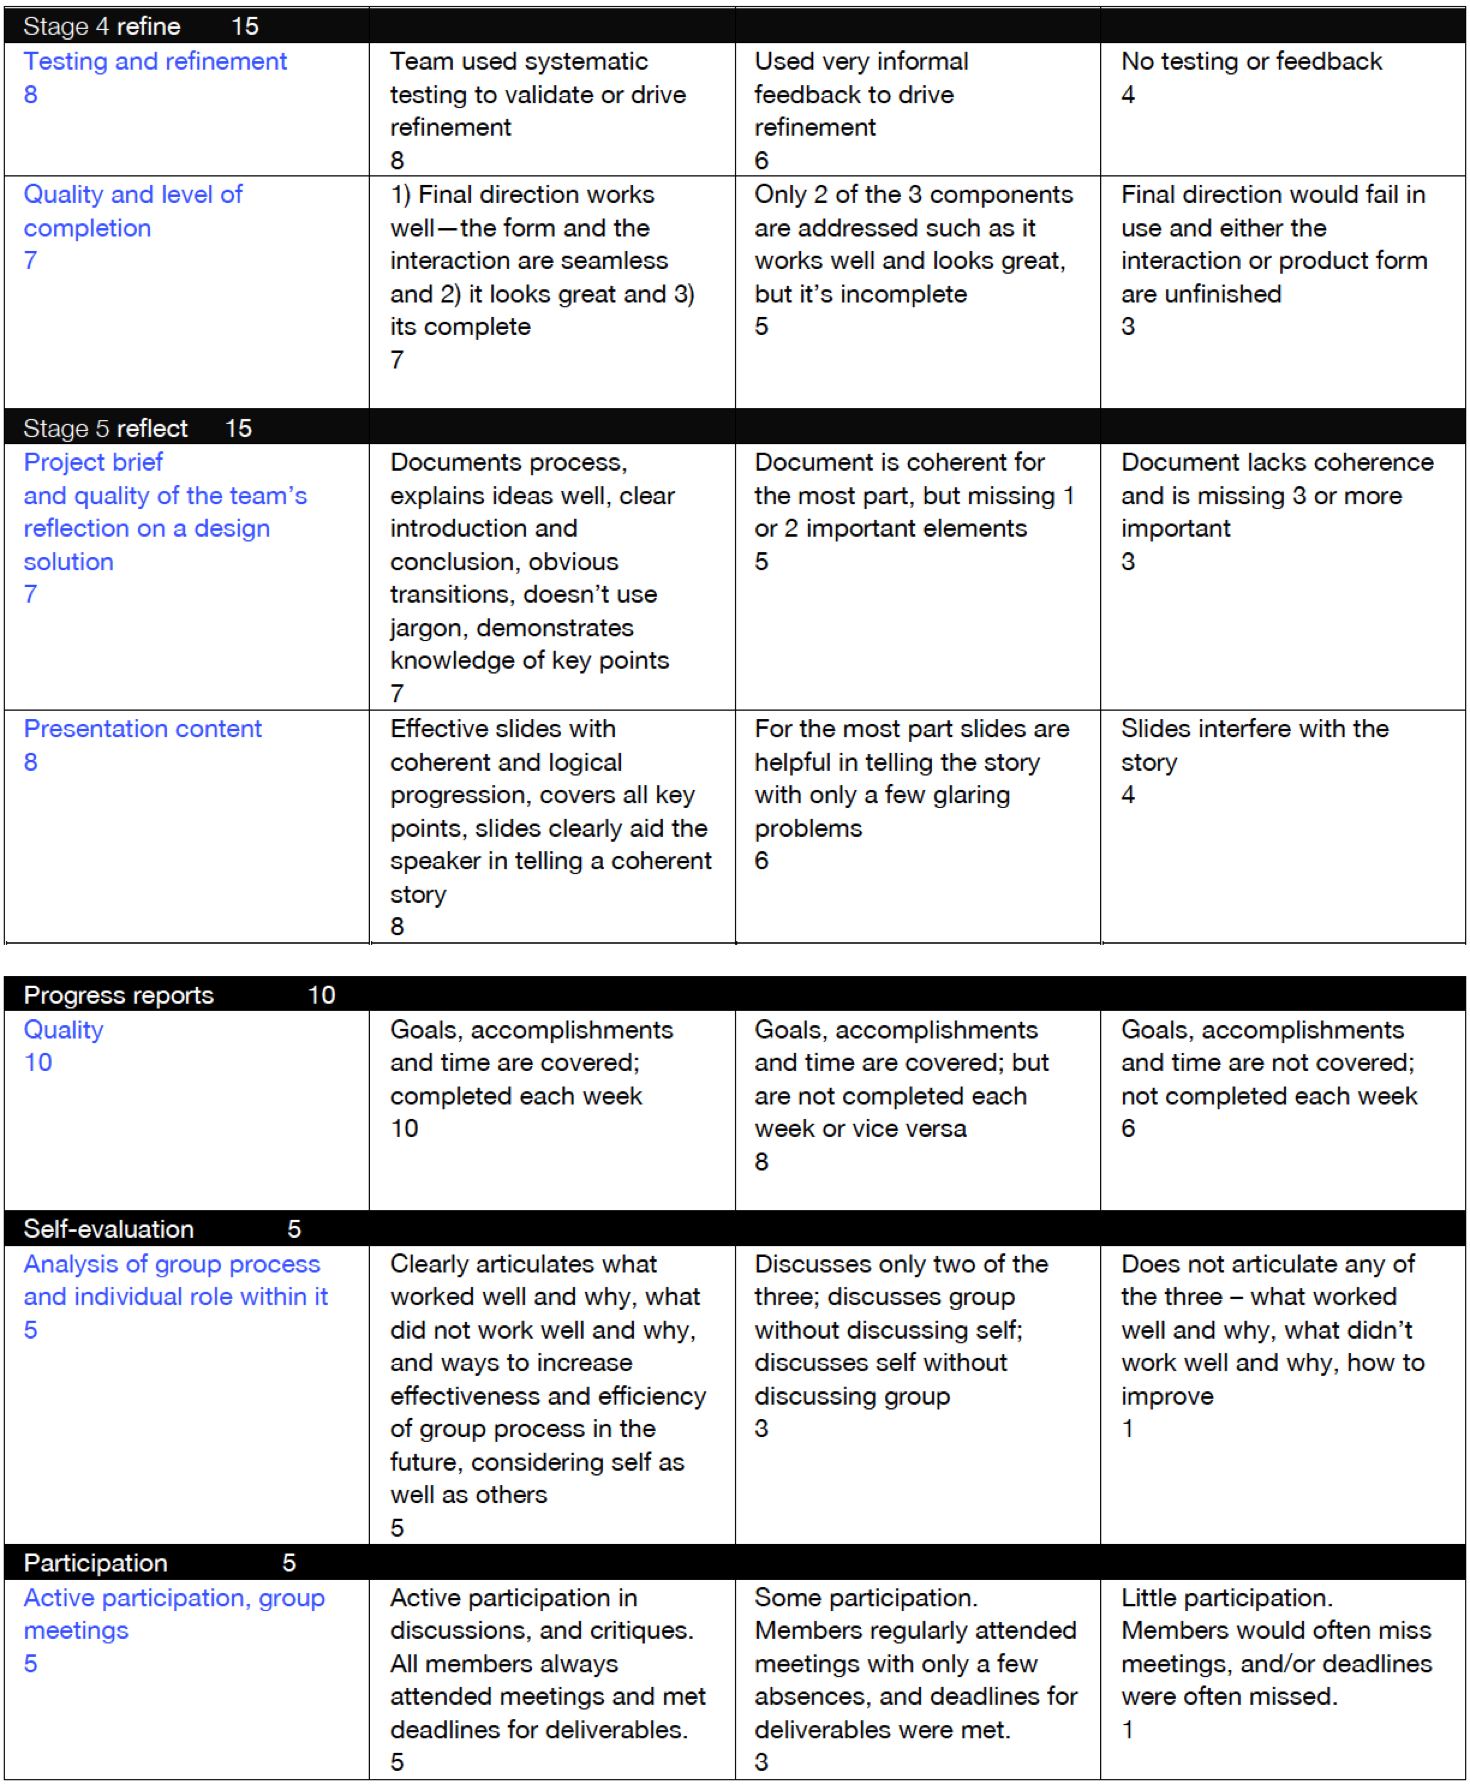 Stage 4 refine 15
Testing and refinement
8
Team used systematic
testing to validate or drive
refinement
8
Used very informal
feedback to drive
refinement
6
No testing or feedback
4
Quality and level of
completion
7
1) Final direction works
well—the form and the
interaction are seamless
and 2) it looks great and 3)
its complete
7
Only 2 of the 3 components
are addressed such as it
works well and looks great,
but it’s incomplete
5
Final direction would fail in
use and either the
interaction or product form
are unfinished
3
Stage 5 reflect 15
Project brief
and quality of the team’s
reflection on a design
solution
7
Documents process,
explains ideas well, clear
introduction and
conclusion, obvious
transitions, doesn’t use
jargon, demonstrates
knowledge of key points
7
Document is coherent for
the most part, but missing 1
or 2 important elements
5
Document lacks coherence
and is missing 3 or more
important
3
Presentation content
8
Effective slides with
coherent and logical
progression, covers all key
points, slides clearly aid the
speaker in telling a coherent
story
8
For the most part slides are
helpful in telling the story
with only a few glaring
problems
6
Slides interfere with the
story
4
Progress reports 10
Quality
10
Goals, accomplishments
and time are covered;
completed each week
10
Goals, accomplishments
and time are covered; but
are not completed each
week or vice versa
8
Goals, accomplishments
and time are not covered;
not completed each week
6
Self-evaluation 5
Analysis of group process
and individual role within it
5
Clearly articulates what
worked well and why, what
did not work well and why,
and ways to increase
effectiveness and efficiency
of group process in the
future, considering self as
well as others
5
Discusses only two of the
three; discusses group
without discussing self;
discusses self without
discussing group
3
Does not articulate any of
the three – what worked
well and why, what didn’t
work well and why, how to
improve
1
Participation 5
Active participation, group
meetings
5
Active participation in
discussions, and critiques.
All members always
attended meetings and met
deadlines for deliverables.
5
Some participation.
Members regularly attended
meetings with only a few
absences, and deadlines for
deliverables were met.
3
Little participation.
Members would often miss
meetings, and/or deadlines
were often missed.
1